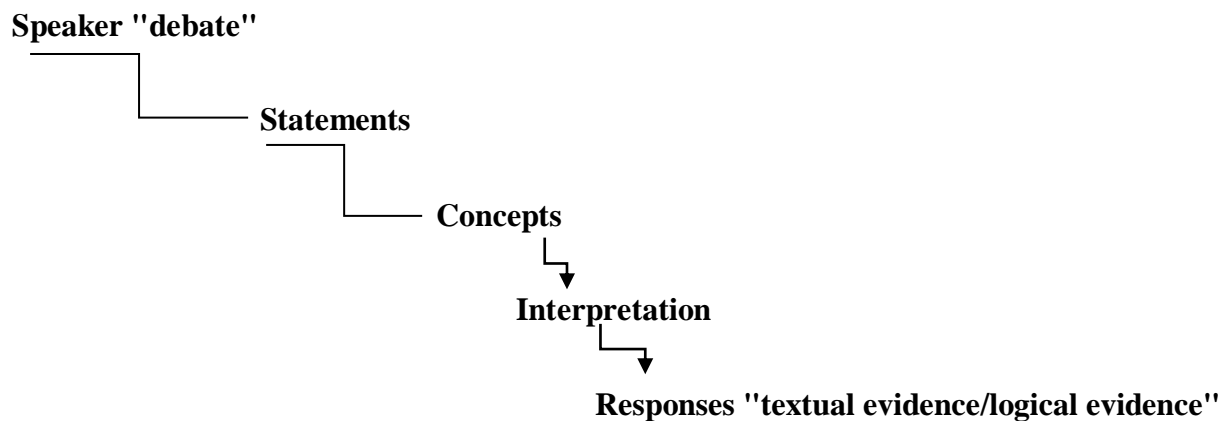 Speaker "debate"
Statements
Concepts
Interpretation
Responses "textual evidence/logical evidence"